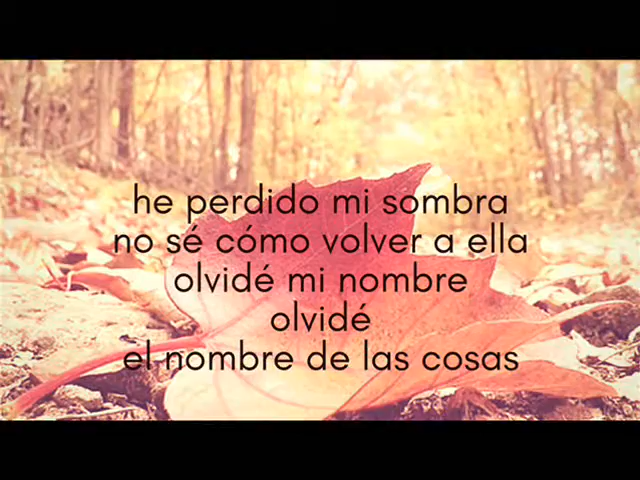 he perdido mi sombra
no sé cómo volver a ella
olvidé mi nombre
olvidé
el nombre de las cosas